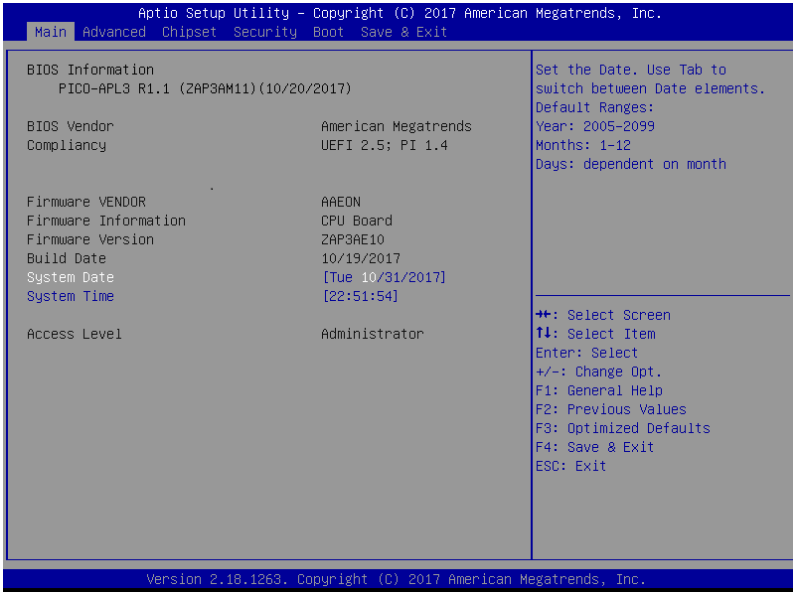 Aptio Setup Utility – Copyright (C) 2017 American Megatrends, Inc.
Main Advanced Chipset Security Boot Save & Exit
BIOS Information
PICO-APL3 R1.1 (ZAP3AM11)(10/20/2017)
BIOS Vendor American Megatrends
Compliancy UEFI 2.5; PI 1.4
Firmware VENDOR AAEON
Firmware Information CPU Board
Firmware Version ZAP3AE10
Build Date 10/19/2017
System Date [Tue 10/31/2017]
System Time [22:51:54]
Access Level Administrator
Set the Date. Use Tab to
switch between Date elements.
Default Ranges:
Year: 2005-2099
Months: 1-12
Days: dependent on month
→←: Select Screen
↑↓: Select Item
Enter: Select
+/-: Change Opt.
F1: General Help
F2: Previous Values
F3: Optimized Defaults
F4: Save & Exit
ESC: Exit
Version 2.18.1263. Copyright (C) 2017 American Megatrends, Inc.